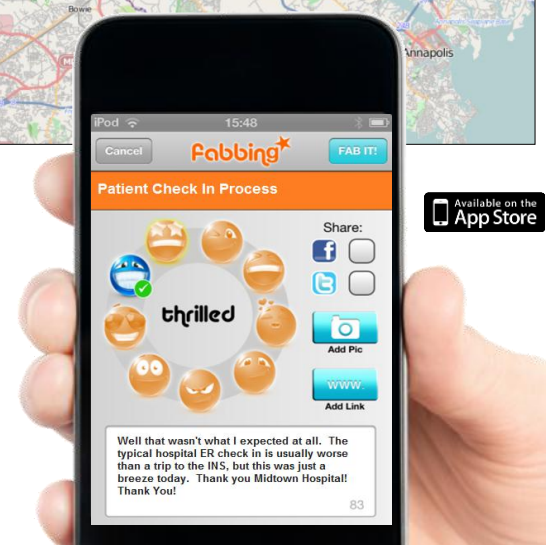 Bowie
Annapolis
iPod 15:48
Cancel fabbing FAB IT!
Patient Check In Process
Share:
thrilled
Add Pic
www.
Add Link
Available on the
App Store
Well that wasn't what I expected at all. The
typical hospital ER check in is usually worse
than a trip to the INS, but this was just a
breeze today. Thank you Midtown Hospital!
Thank You!
83